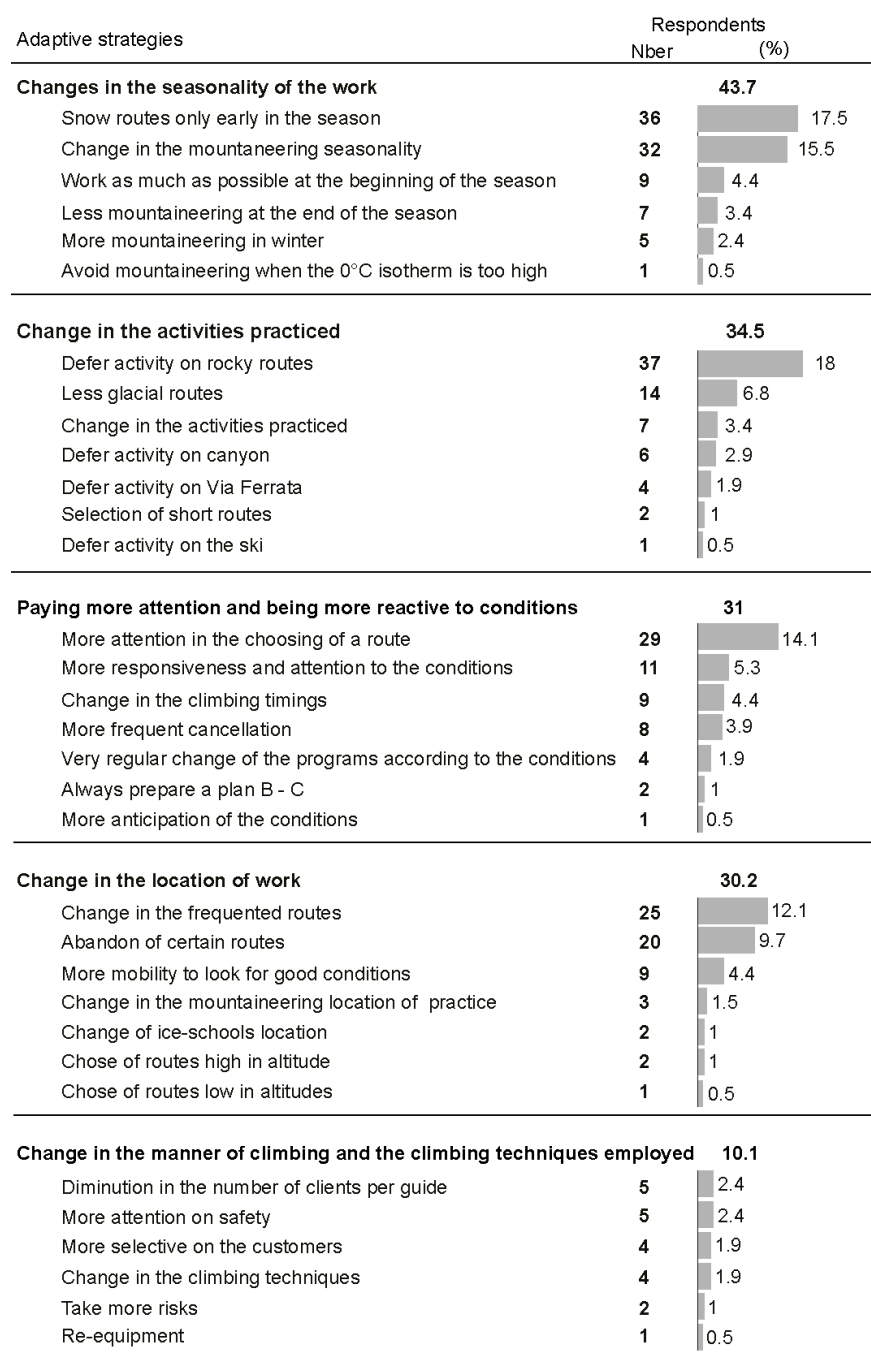 Adaptive strategies Respondents
Nber (%)
Changes in the seasonality of the work 43.7
Snow routes only early in the season 36 17.5
Change in the mountaneering seasonality 32 15.5
Work as much as possible at the beginning of the season 9 4.4
Less mountaineering at the end of the season 7 3.4
More mountaineering in winter 5 2.4
Avoid mountaineering when the 0°C isotherm is too high 1 0.5
Change in the activities practiced 34.5
Defer activity on rocky routes 37 18
Less glacial routes 14 6.8
Change in the activities practiced 7 3.4
Defer activity on canyon 6 2.9
Defer activity on Via Ferrata 4 1.9
Selection of short routes 2 1
Defer activity on the ski 1 0.5
Paying more attention and being more reactive to conditions 31
More attention in the choosing of a route 29 14.1
More responsiveness and attention to the conditions 11 5.3
Change in the climbing timings 9 4.4
More frequent cancellation 8 3.9
Very regular change of the programs according to the conditions 4 1.9
Always prepare a plan B - C 2 1
More anticipation of the conditions 1 0.5
Change in the location of work 30.2
Change in the frequented routes 25 12.1
Abandon of certain routes 20 9.7
More mobility to look for good conditions 9 4.4
Change in the mountaineering location of practice 3 1.5
Change of ice-schools location 2 1
Chose of routes high in altitude 2 1
Chose of routes low in altitudes 1 0.5
Change in the manner of climbing and the climbing techniques employed 10.1
Diminution in the number of clients per guide 5 2.4
More attention on safety 5 2.4
More selective on the customers 4 1.9
Change in the climbing techniques 4 1.9
Take more risks 2 1
Re-equipment 1 0.5